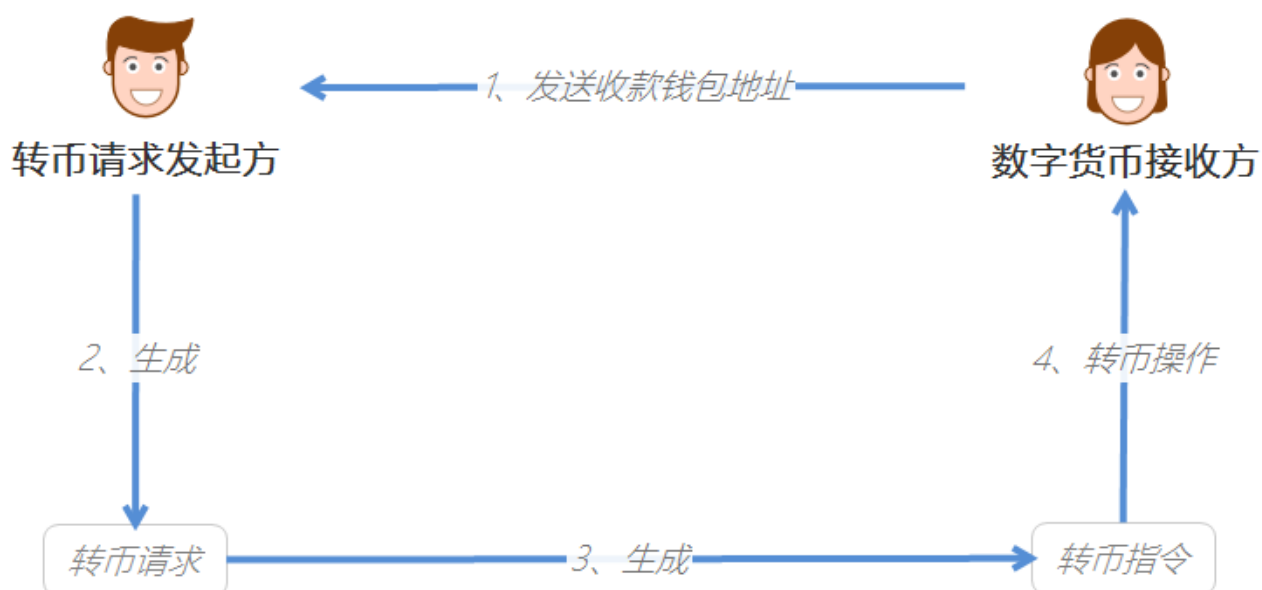 1、发送收款钱包地址
转币请求发起方
数字货币接收方
2、生成
4、转币操作
转币请求
3、生成
转币指令